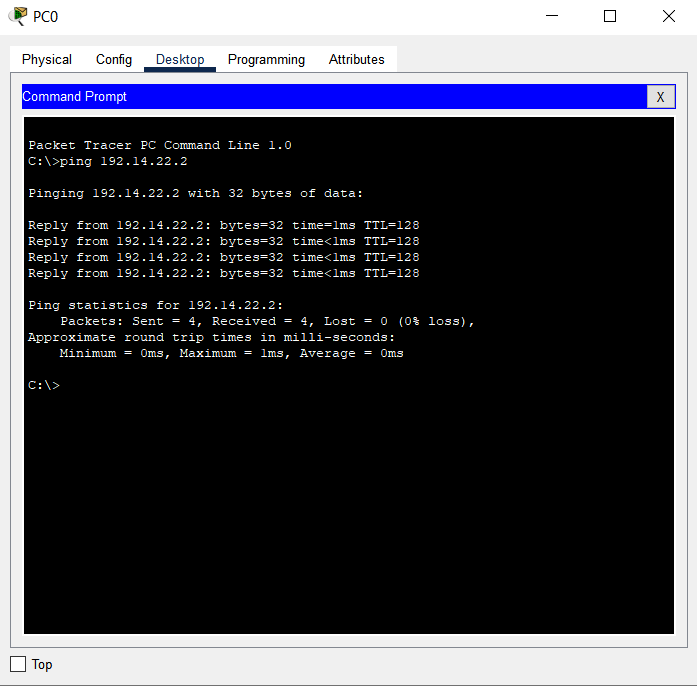 PC0
Physical Config Desktop Programming Attributes
Command Prompt X
Packet Tracer PC Command Line 1.0
C:\>ping 192.14.22.2
Pinging 192.14.22.2 with 32 bytes of data:
Reply from 192.14.22.2: bytes=32 time=1ms TTL=128
Reply from 192.14.22.2: bytes=32 time<1ms TTL=128
Reply from 192.14.22.2: bytes=32 time<1ms TTL=128
Reply from 192.14.22.2: bytes=32 time<1ms TTL=128
Ping statistics for 192.14.22.2:
Packets: Sent = 4, Received = 4, Lost = 0 (0% loss),
Approximate round trip times in milli-seconds:
Minimum = 0ms, Maximum = 1ms, Average = 0ms
C:\>
Top